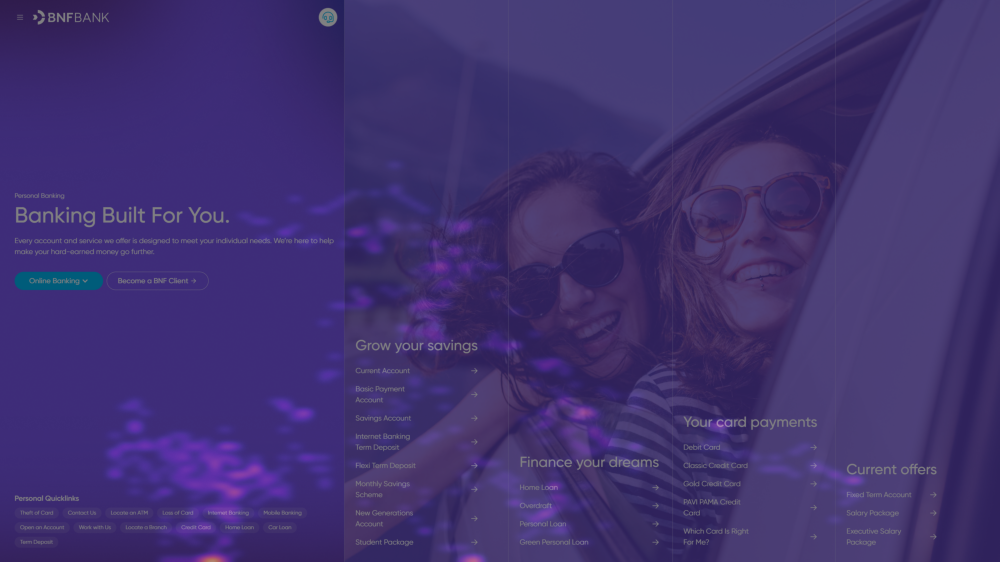 BNFBANK
Personal Banking
Banking Built For You.
Every account and service we offer is designed to meet your individual needs. We're here to help
make your hard-earned money go further.
Online Banking
Become a BNF Client →
Personal Quicklinks
Theft of Card
Contact Us
Locate an ATM
Loss of Card
Internet Banking
Mobile Banking
Open an Account
Work with Us
Locate a Branch
Credit Card
Home Loan
Car Loan
Term Deposit
Grow your savings
Current Account →
Basic Payment
Account →
Savings Account →
Internet Banking
Term Deposit →
Flexi Term Deposit →
Monthly Savings
Scheme →
New Generations
Account →
Student Package →
Finance your dreams
Home Loan →
Overdraft →
Personal Loan →
Green Personal Loan →
Your card payments
Debit Card →
Classic Credit Card →
Gold Credit Card →
PAVI PAMA Credit
Card →
Which Card Is Right
For Me? →
Current offers
Fixed Term Account →
Salary Package →
Executive Salary
Package →